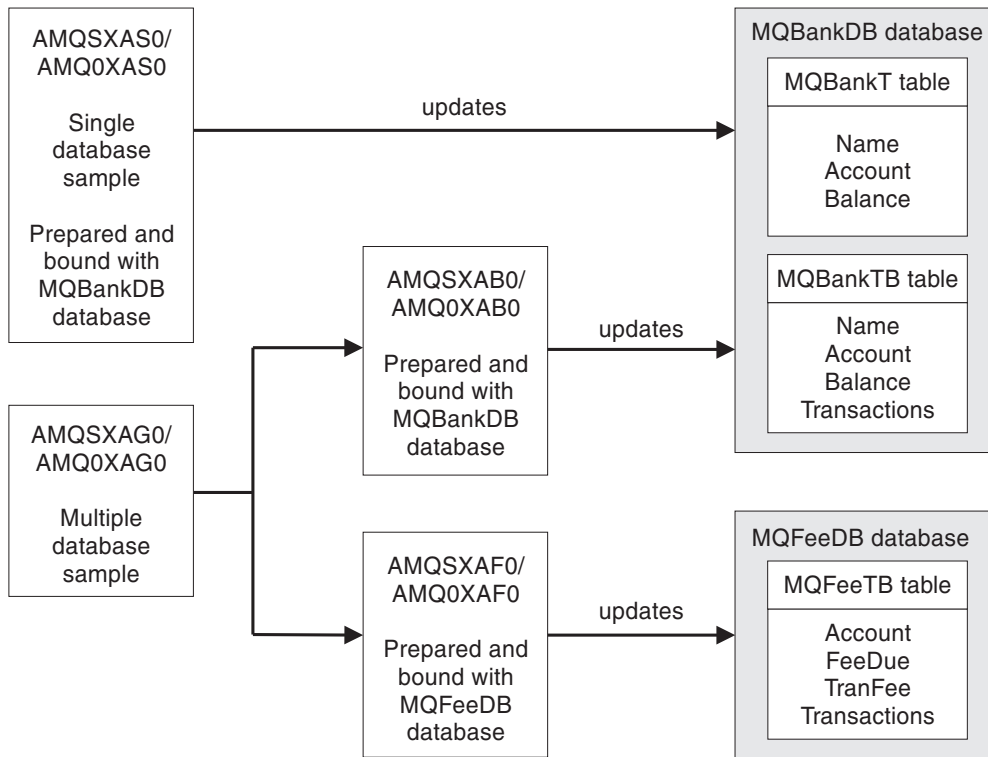 AMQSXAS0/
AMQ0XAS0
Single
database
sample
Prepared and
bound with
MQBankDB
database
updates
MQBankDB database
MQBankT table
Name
Account
Balance
AMQSXAG0/
AMQ0XAG0
Multiple
database
sample
AMQSXAB0/
AMQ0XAB0
Prepared and
bound with
MQBankDB
database
updates
MQBankTB table
Name
Account
Balance
Transactions
AMQSXAF0/
AMQ0XAF0
Prepared and
bound with
MQFeeDB
database
updates
MQFeeDB database
MQFeeTB table
Account
FeeDue
TranFee
Transactions